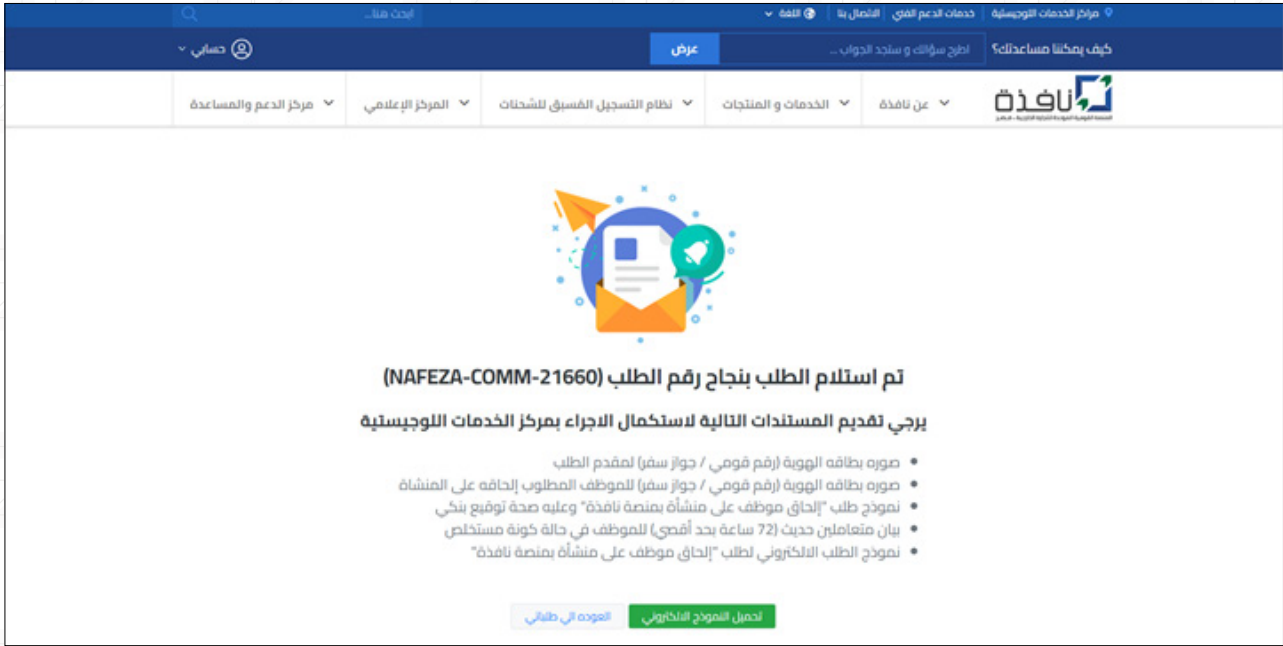 مراكز الخدمات اللوجيستية
خدمات الدعم الفني
الاتصال بنا
اللغة
ابحث هنا...
كيف يمكننا مساعدتك؟
اطرح سؤالك و ستجد الجواب ..
عرض
حسابي
نافذة
عن نافذة
الخدمات و المنتجات
نظام التسجيل المُسبق للشحنات
المركز الإعلامي
مركز الدعم والمساعدة
تم استلام الطلب بنجاح رقم الطلب (NAFEZA-COMM-21660)
يرجي تقديم المستندات التالية لاستكمال الاجراء بمركز الخدمات اللوجيستية
صوره بطاقه الهوية (رقم قومي / جواز سفر) لمقدم الطلب
صوره بطاقه الهوية (رقم قومي / جواز سفر) للموظف المطلوب إلحاقه على المنشاة
نموذج طلب "إلحاق موظف على منشأة بمنصة نافذة" وعليه صحة توقيع بنكي
بيان متعاملين حديث (72 ساعة بحد أقصي) للموظف في حالة كونة مستخلص
نموذج الطلب الالكتروني لطلب "إلحاق موظف على منشأة بمنصة نافذة"
تحميل النموذج الالكتروني
العوده الي طلباتي